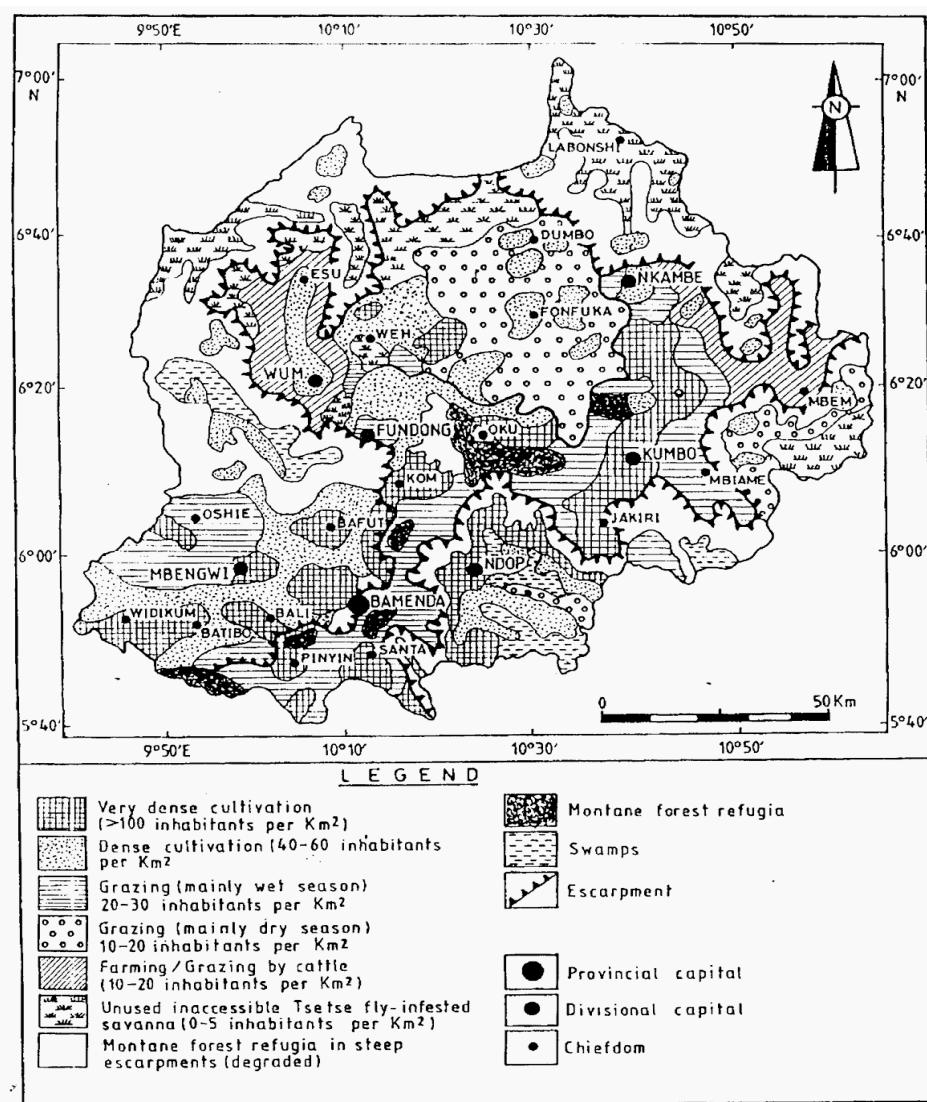 9°50'E 10°10' 10°30' 10°50'
7°00' N
7°00' N
N
LABONSHI
6°40'
6°40'
DUMBO
ESU
NKAMBE
FONFUKA
WEH
WUM
6°20'
6°20'
MBEM
FUNDONG
OKU
KUMBO
KOM
MBIAME
OSHIE
BAFUT
JAKIRI
6°00'
6°00'
MBENGWI
NDOP
BAMENDA
WIDIKUM
BALI
BATIBO
PINYIN
SANTA
0 50 Km
5°40'
5°40'
9°50'E 10°10' 10°30' 10°50'
LEGEND
Very dense cultivation
(>100 inhabitants per Km²)
Dense cultivation (40-60 inhabitants
per Km²
Grazing (mainly wet season)
20-30 inhabitants per Km²
Grazing (mainly dry season)
10-20 inhabitants per Km²
Farming/Grazing by cattle
(10-20 inhabitants per Km²)
Unused inaccessible Tsetse fly-infested
savanna (0-5 inhabitants per Km²)
Montane forest refugia in steep
escarpments (degraded)
Montane forest refugia
Swamps
Escarpment
Provincial capital
Divisional capital
Chiefdom